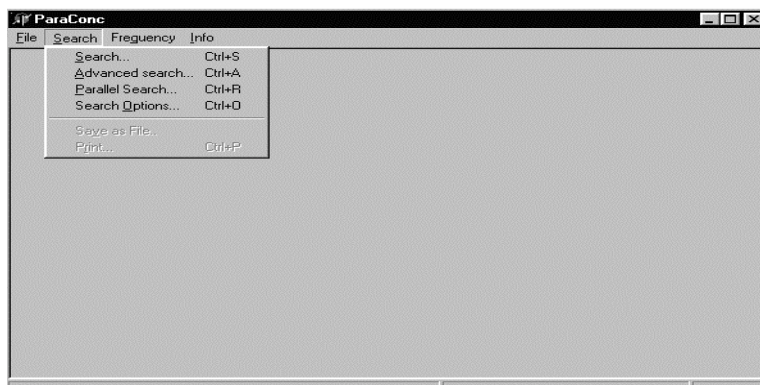 ParaConc
File Search Frequency Info
Search... Ctrl+S
Advanced search... Ctrl+A
Parallel Search... Ctrl+R
Search Options... Ctrl+O
Save as File..
Print... Ctrl+P